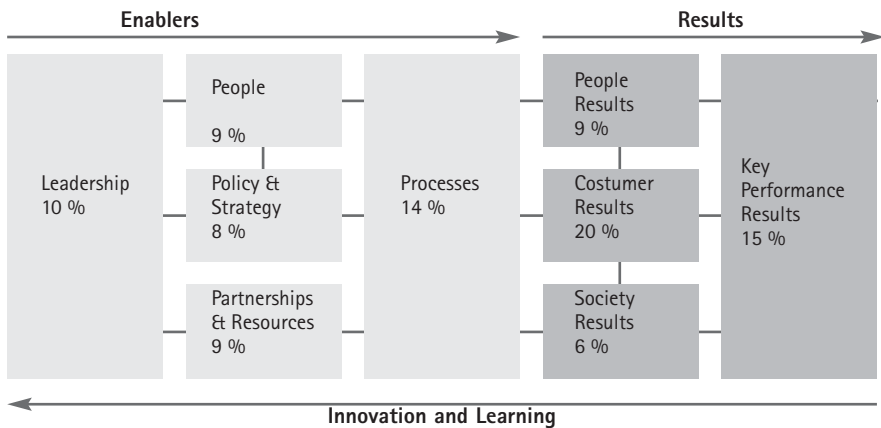 Enablers
Results
Leadership
10 %
People
9 %
Policy &
Strategy
8 %
Partnerships
& Resources
9 %
Processes
14 %
People
Results
9 %
Costumer
Results
20 %
Society
Results
6 %
Key
Performance
Results
15 %
Innovation and Learning